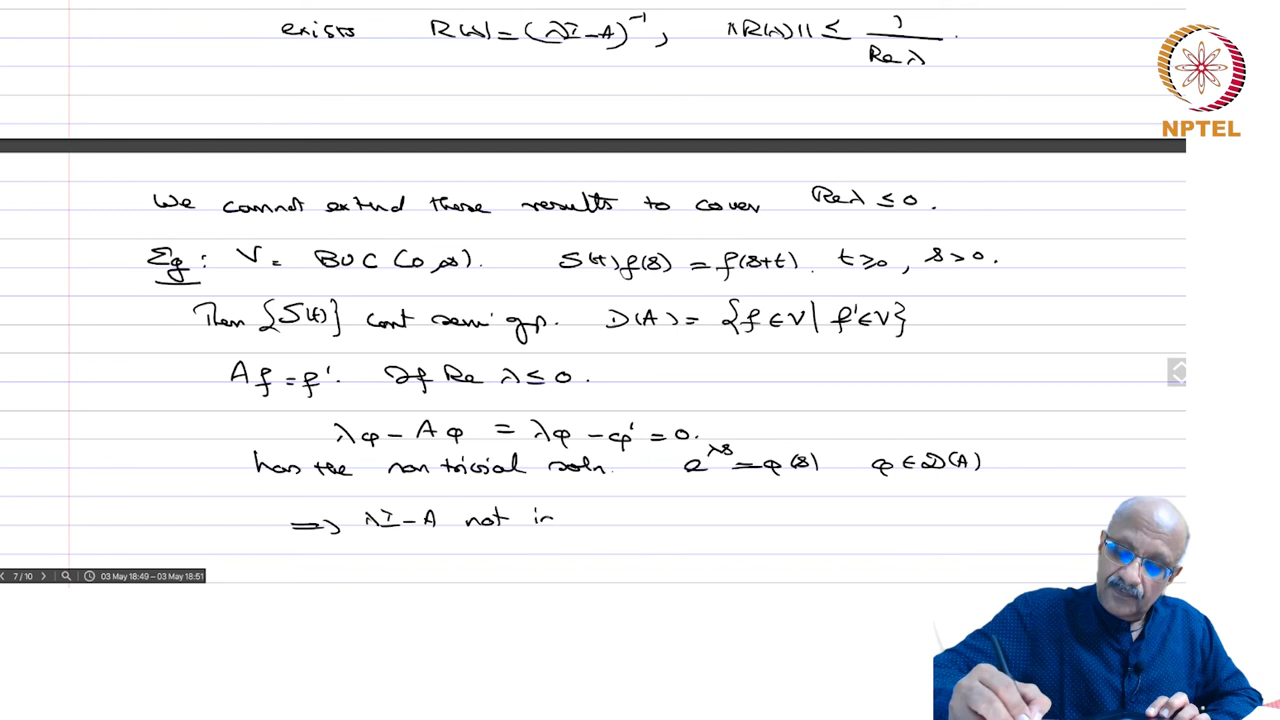 exists R(λ) = (λI-A)⁻¹, ||R(λ)|| ≤ 1/Re λ.
NPTEL
We cannot extend these results to cover Re λ ≤ 0.
Eg: V = BUC(0,∞). S(t)f(s) = f(s+t). t ≥ 0, s > 0.
Then {S(t)} cont semi gp. D(A) = {f ∈ V | f' ∈ V}
Af = f'. If Re λ ≤ 0.
λφ - Aφ = λφ - φ' = 0.
has the non trivial soln. e^{λs} = φ(s) φ ∈ D(A)
⇒ λI - A not in
7 / 10 03 May 18:49 – 03 May 18:51